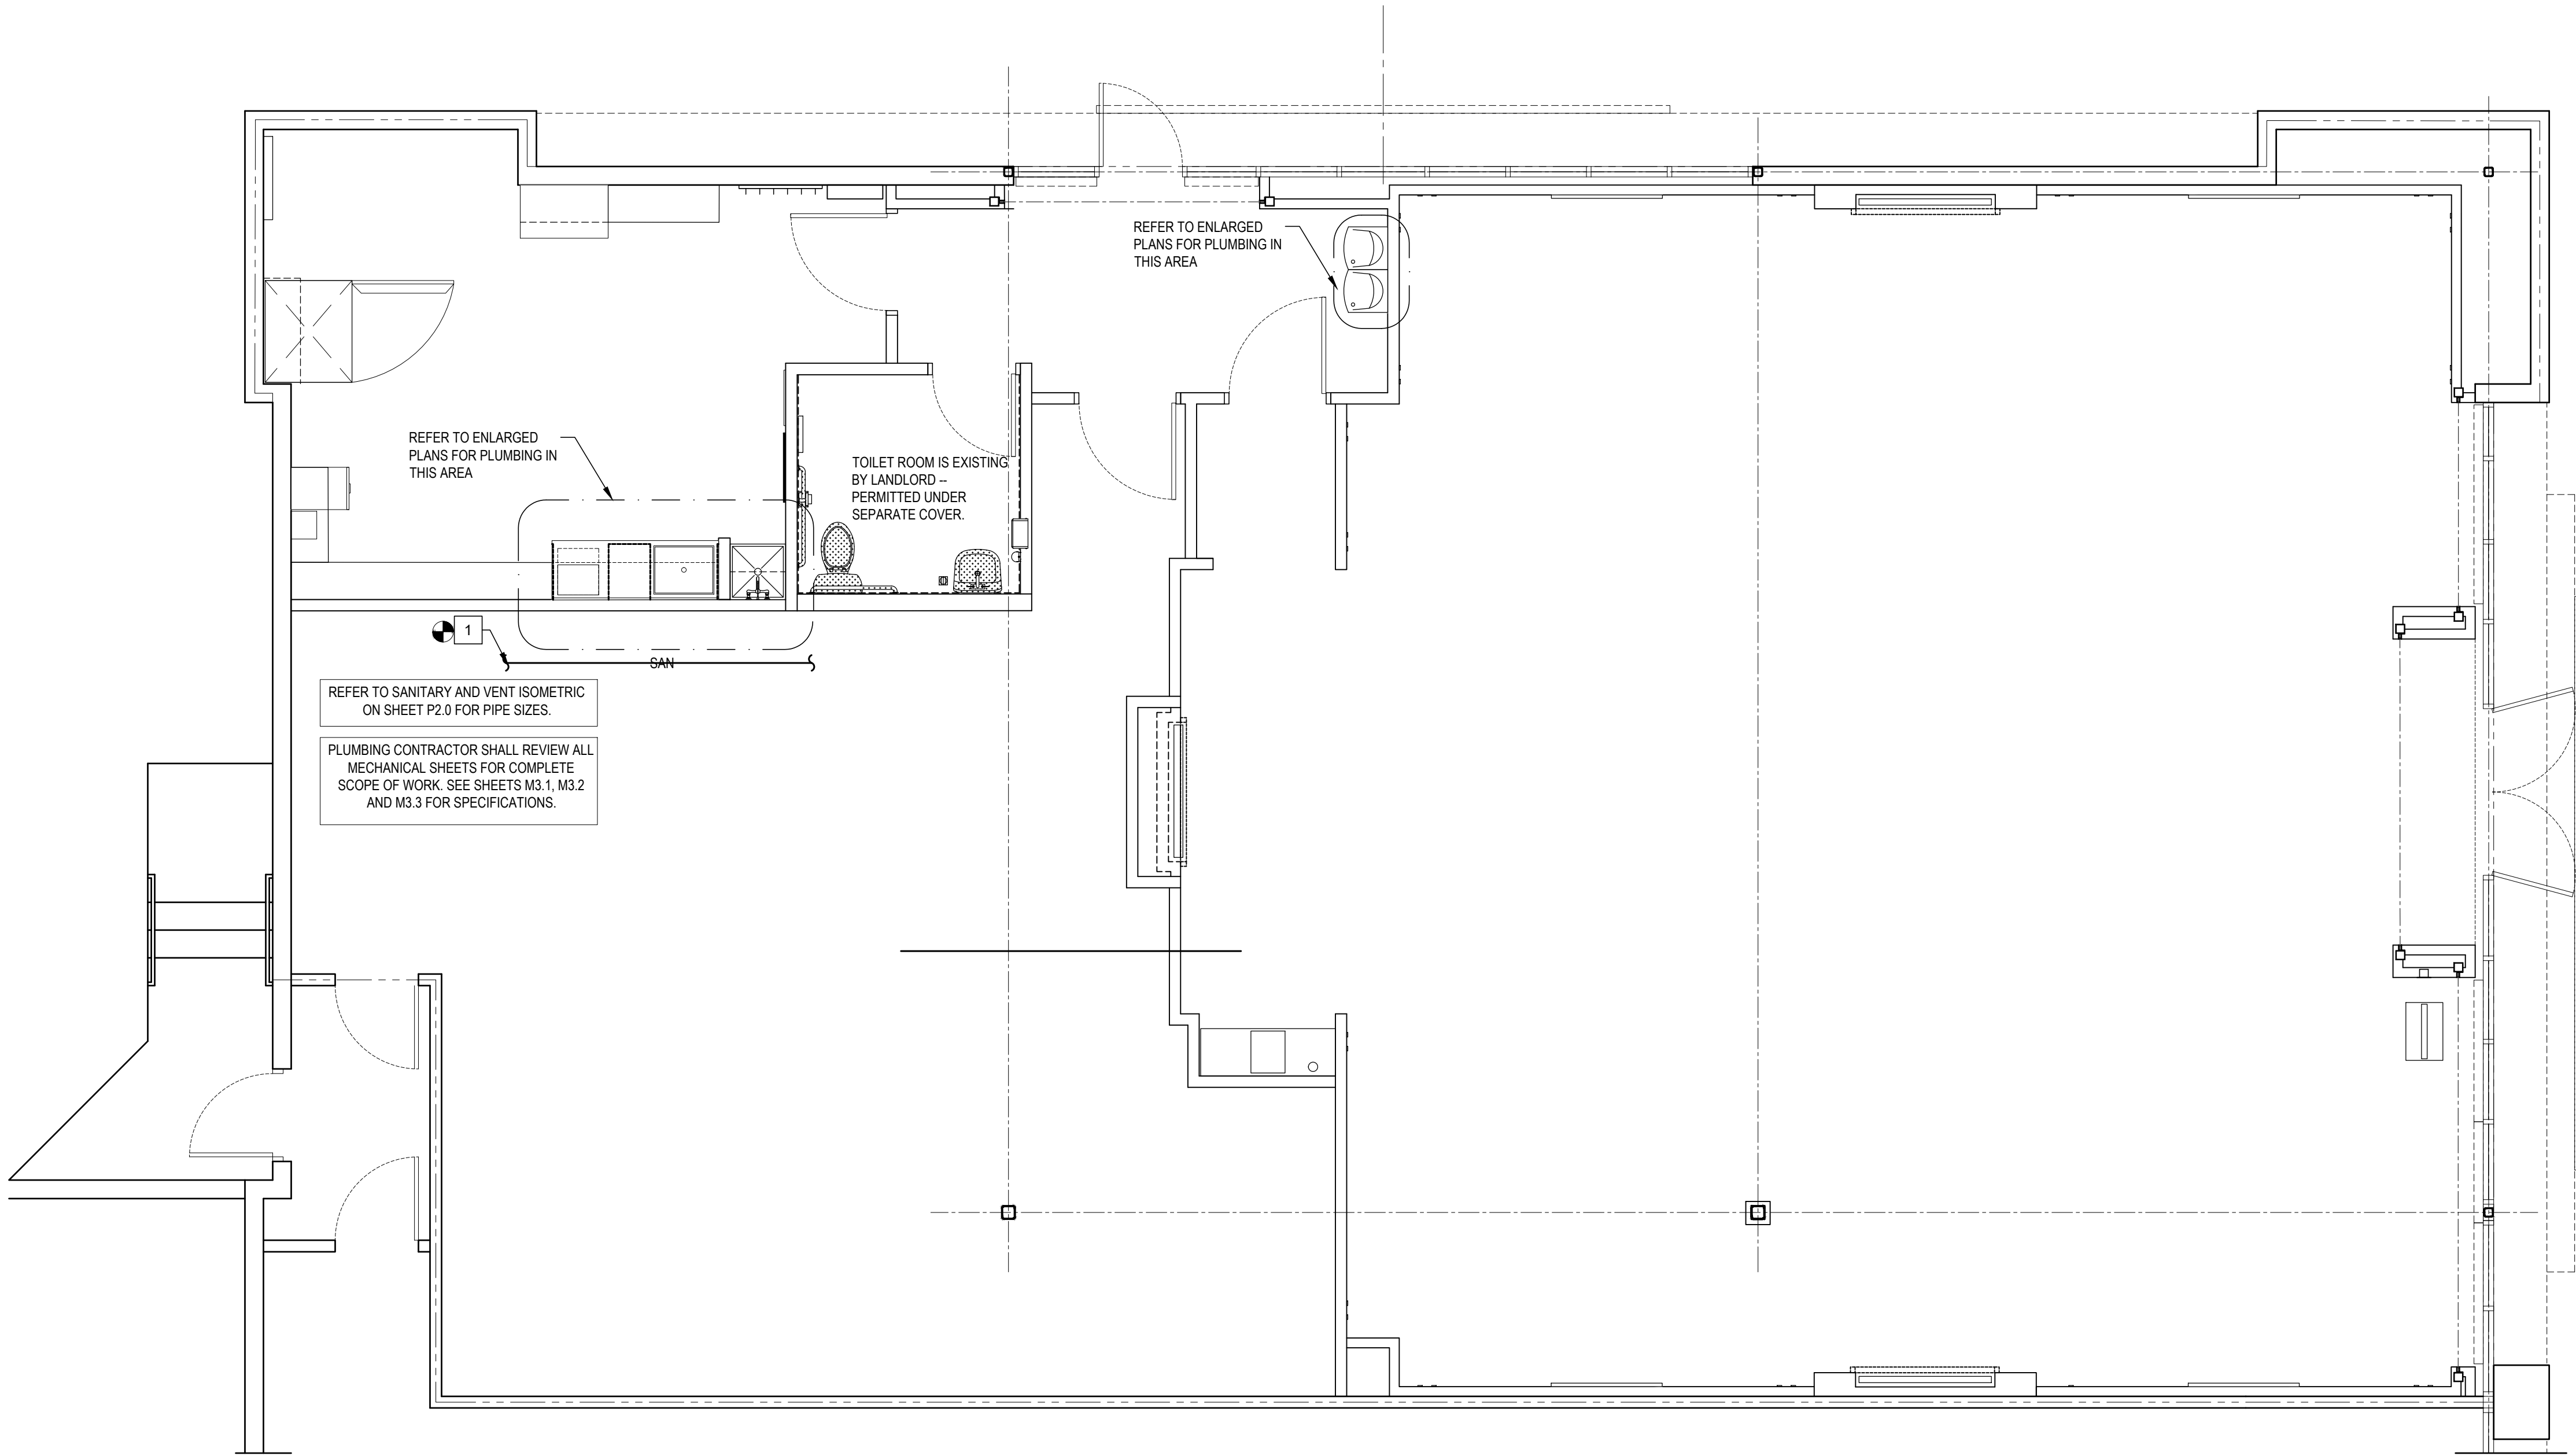 REFER TO ENLARGED
PLANS FOR PLUMBING IN
THIS AREA
REFER TO ENLARGED
PLANS FOR PLUMBING IN
THIS AREA
TOILET ROOM IS EXISTING
BY LANDLORD --
PERMITTED UNDER
SEPARATE COVER.
1
SAN
REFER TO SANITARY AND VENT ISOMETRIC
ON SHEET P2.0 FOR PIPE SIZES.
PLUMBING CONTRACTOR SHALL REVIEW ALL
MECHANICAL SHEETS FOR COMPLETE
SCOPE OF WORK. SEE SHEETS M3.1, M3.2
AND M3.3 FOR SPECIFICATIONS.